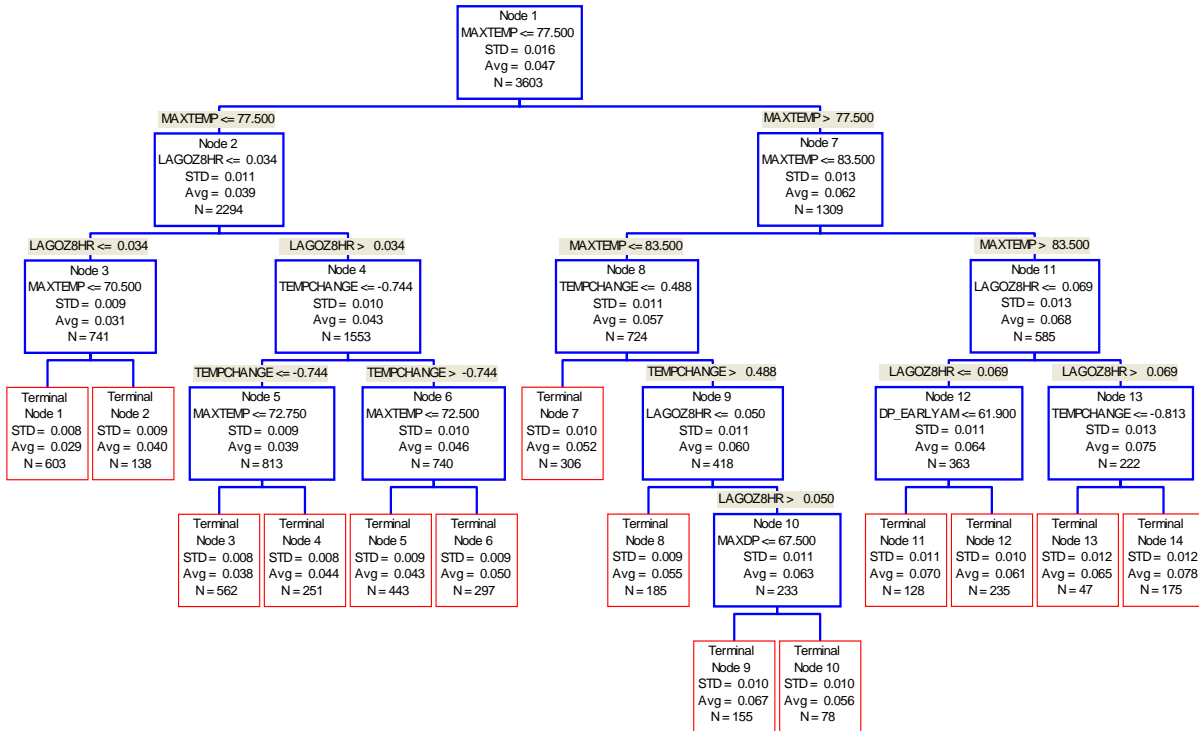 Node 1
MAXTEMP <= 77.500
STD = 0.016
Avg = 0.047
N = 3603
MAXTEMP <= 77.500
MAXTEMP > 77.500
Node 2
LAGOZ8HR <= 0.034
STD = 0.011
Avg = 0.039
N = 2294
Node 7
MAXTEMP <= 83.500
STD = 0.013
Avg = 0.062
N = 1309
LAGOZ8HR <= 0.034
LAGOZ8HR > 0.034
MAXTEMP <= 83.500
MAXTEMP > 83.500
Node 3
MAXTEMP <= 70.500
STD = 0.009
Avg = 0.031
N = 741
Node 4
TEMPCHANGE <= -0.744
STD = 0.010
Avg = 0.043
N = 1553
Node 8
TEMPCHANGE <= 0.488
STD = 0.011
Avg = 0.057
N = 724
Node 11
LAGOZ8HR <= 0.069
STD = 0.013
Avg = 0.068
N = 585
TEMPCHANGE <= -0.744
TEMPCHANGE > -0.744
TEMPCHANGE > 0.488
LAGOZ8HR <= 0.069
LAGOZ8HR > 0.069
Terminal
Node 1
STD = 0.008
Avg = 0.029
N = 603
Terminal
Node 2
STD = 0.009
Avg = 0.040
N = 138
Node 5
MAXTEMP <= 72.750
STD = 0.009
Avg = 0.039
N = 813
Node 6
MAXTEMP <= 72.500
STD = 0.010
Avg = 0.046
N = 740
Terminal
Node 7
STD = 0.010
Avg = 0.052
N = 306
Node 9
LAGOZ8HR <= 0.050
STD = 0.011
Avg = 0.060
N = 418
Node 12
DP_EARLYAM <= 61.900
STD = 0.011
Avg = 0.064
N = 363
Node 13
TEMPCHANGE <= -0.813
STD = 0.013
Avg = 0.075
N = 222
LAGOZ8HR > 0.050
Terminal
Node 3
STD = 0.008
Avg = 0.038
N = 562
Terminal
Node 4
STD = 0.008
Avg = 0.044
N = 251
Terminal
Node 5
STD = 0.009
Avg = 0.043
N = 443
Terminal
Node 6
STD = 0.009
Avg = 0.050
N = 297
Terminal
Node 8
STD = 0.009
Avg = 0.055
N = 185
Node 10
MAXDP <= 67.500
STD = 0.011
Avg = 0.063
N = 233
Terminal
Node 11
STD = 0.011
Avg = 0.070
N = 128
Terminal
Node 12
STD = 0.010
Avg = 0.061
N = 235
Terminal
Node 13
STD = 0.012
Avg = 0.065
N = 47
Terminal
Node 14
STD = 0.012
Avg = 0.078
N = 175
Terminal
Node 9
STD = 0.010
Avg = 0.067
N = 155
Terminal
Node 10
STD = 0.010
Avg = 0.056
N = 78